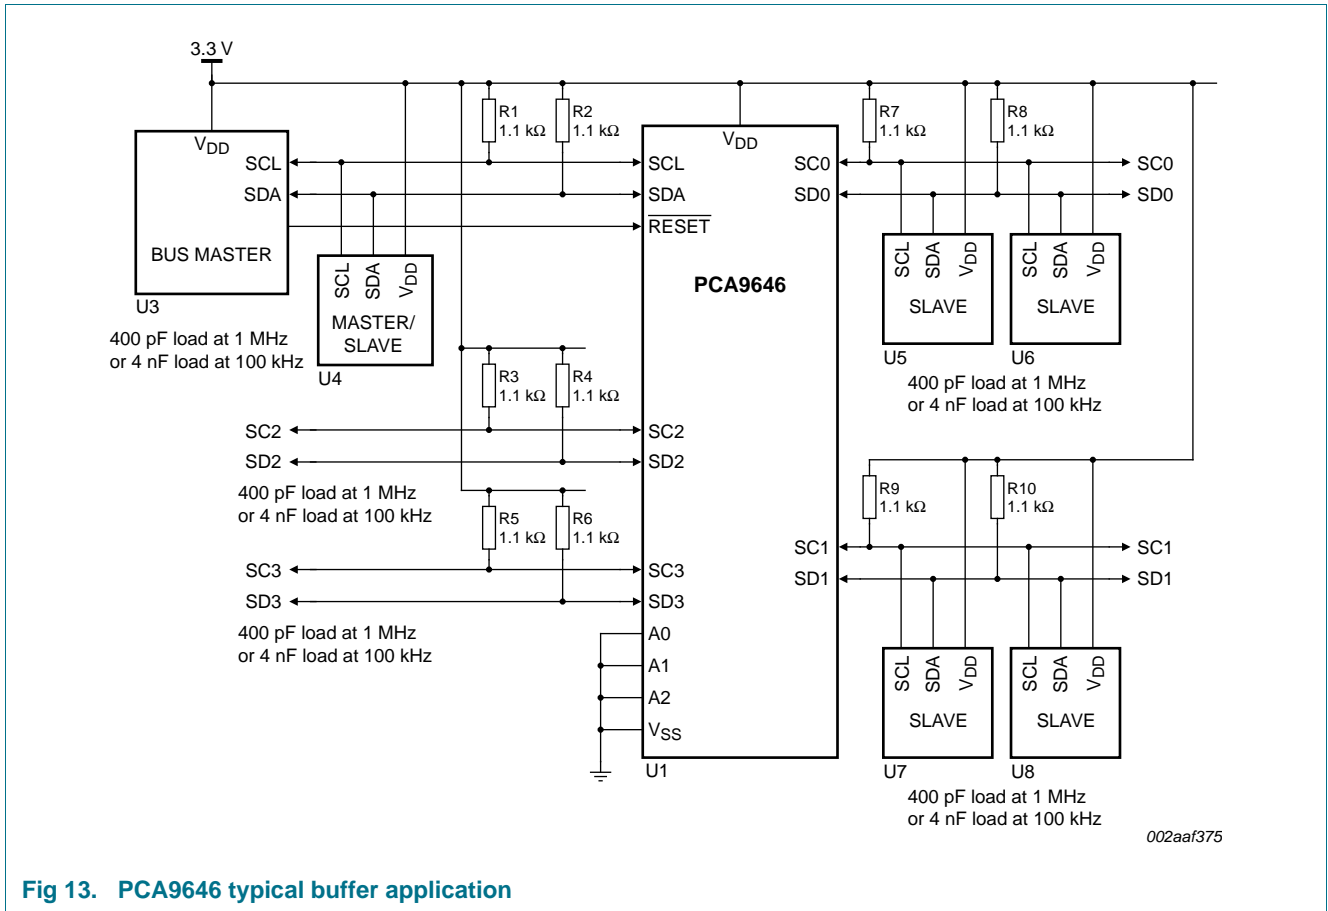 3.3 V
VDD
SCL
SDA
BUS MASTER
U3
400 pF load at 1 MHz
or 4 nF load at 100 kHz
SCL
SDA
VDD
MASTER/
SLAVE
U4
R1
1.1 kΩ
R2
1.1 kΩ
R3
1.1 kΩ
R4
1.1 kΩ
SC2
SD2
400 pF load at 1 MHz
or 4 nF load at 100 kHz
R5
1.1 kΩ
R6
1.1 kΩ
SC3
SD3
400 pF load at 1 MHz
or 4 nF load at 100 kHz
VDD
SCL
SDA
RESET
PCA9646
SC2
SD2
SC3
SD3
A0
A1
A2
VSS
U1
SC0
SD0
SC1
SD1
R7
1.1 kΩ
R8
1.1 kΩ
SC0
SD0
SCL
SDA
VDD
SLAVE
U5
SCL
SDA
VDD
SLAVE
U6
400 pF load at 1 MHz
or 4 nF load at 100 kHz
R9
1.1 kΩ
R10
1.1 kΩ
SC1
SD1
SCL
SDA
VDD
SLAVE
U7
SCL
SDA
VDD
SLAVE
U8
400 pF load at 1 MHz
or 4 nF load at 100 kHz
002aaf375
Fig 13. PCA9646 typical buffer application